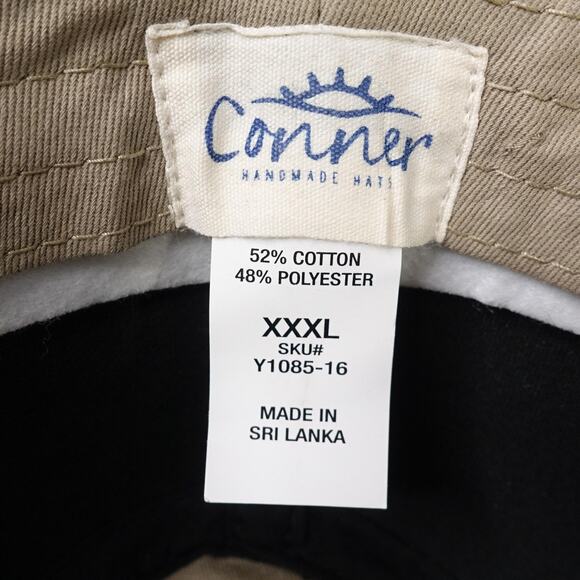 Conner
HANDMADE HATS
52% COTTON
48% POLYESTER
XXXL
SKU#
Y1085-16
MADE IN
SRI LANKA